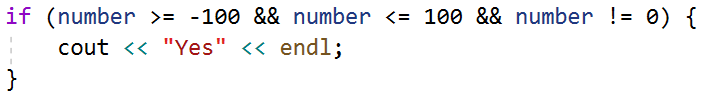 if (number >= -100 && number <= 100 && number != 0) {
    cout << "Yes" << endl;
}